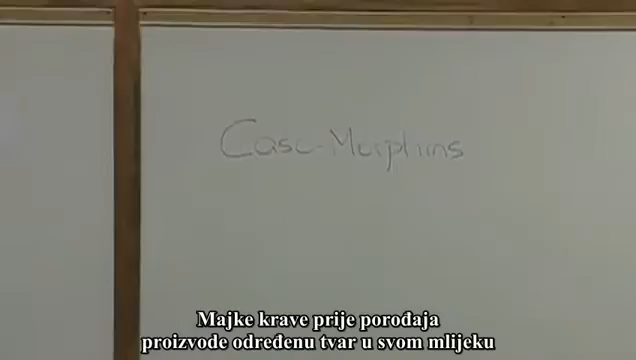 Caso-Morphins
Majke krave prije porođaja
proizvode određenu tvar u svom mlijeku